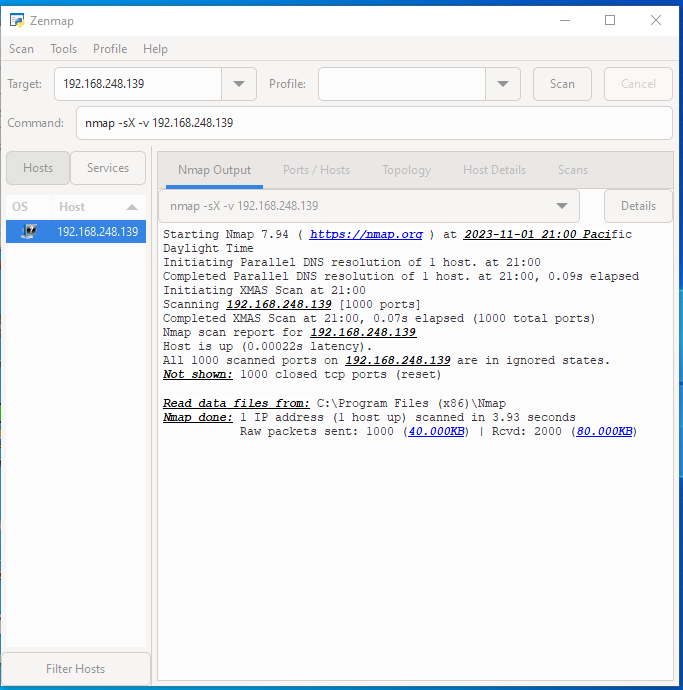 Zenmap
Scan Tools Profile Help
Target: 192.168.248.139 Profile: Scan Cancel
Command: nmap -sX -v 192.168.248.139
Hosts Services
OS Host
192.168.248.139
Filter Hosts
Nmap Output Ports / Hosts Topology Host Details Scans
nmap -sX -v 192.168.248.139 Details
Starting Nmap 7.94 ( https://nmap.org ) at 2023-11-01 21:00 Pacific
Daylight Time
Initiating Parallel DNS resolution of 1 host. at 21:00
Completed Parallel DNS resolution of 1 host. at 21:00, 0.09s elapsed
Initiating XMAS Scan at 21:00
Scanning 192.168.248.139 [1000 ports]
Completed XMAS Scan at 21:00, 0.07s elapsed (1000 total ports)
Nmap scan report for 192.168.248.139
Host is up (0.00022s latency).
All 1000 scanned ports on 192.168.248.139 are in ignored states.
Not shown: 1000 closed tcp ports (reset)
Read data files from: C:\Program Files (x86)\Nmap
Nmap done: 1 IP address (1 host up) scanned in 3.93 seconds
Raw packets sent: 1000 (40.000KB) | Rcvd: 2000 (80.000KB)